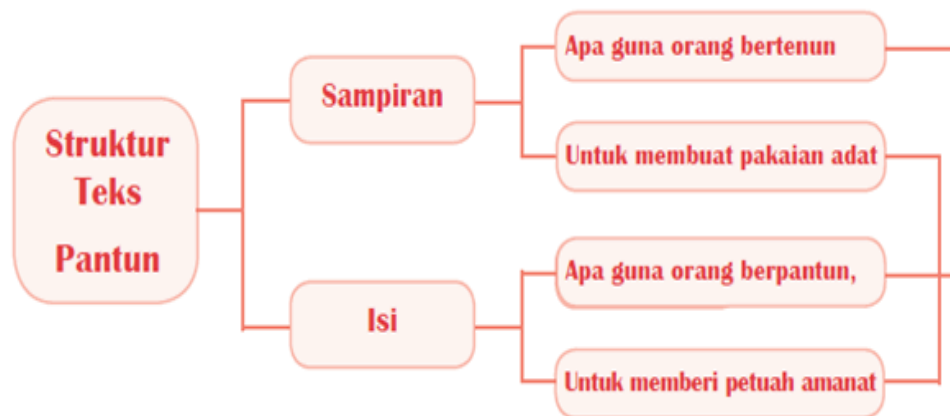 Struktur
Teks
Pantun
Sampiran
Apa guna orang bertenun
Untuk membuat pakaian adat
Isi
Apa guna orang berpantun,
Untuk memberi petuah amanat